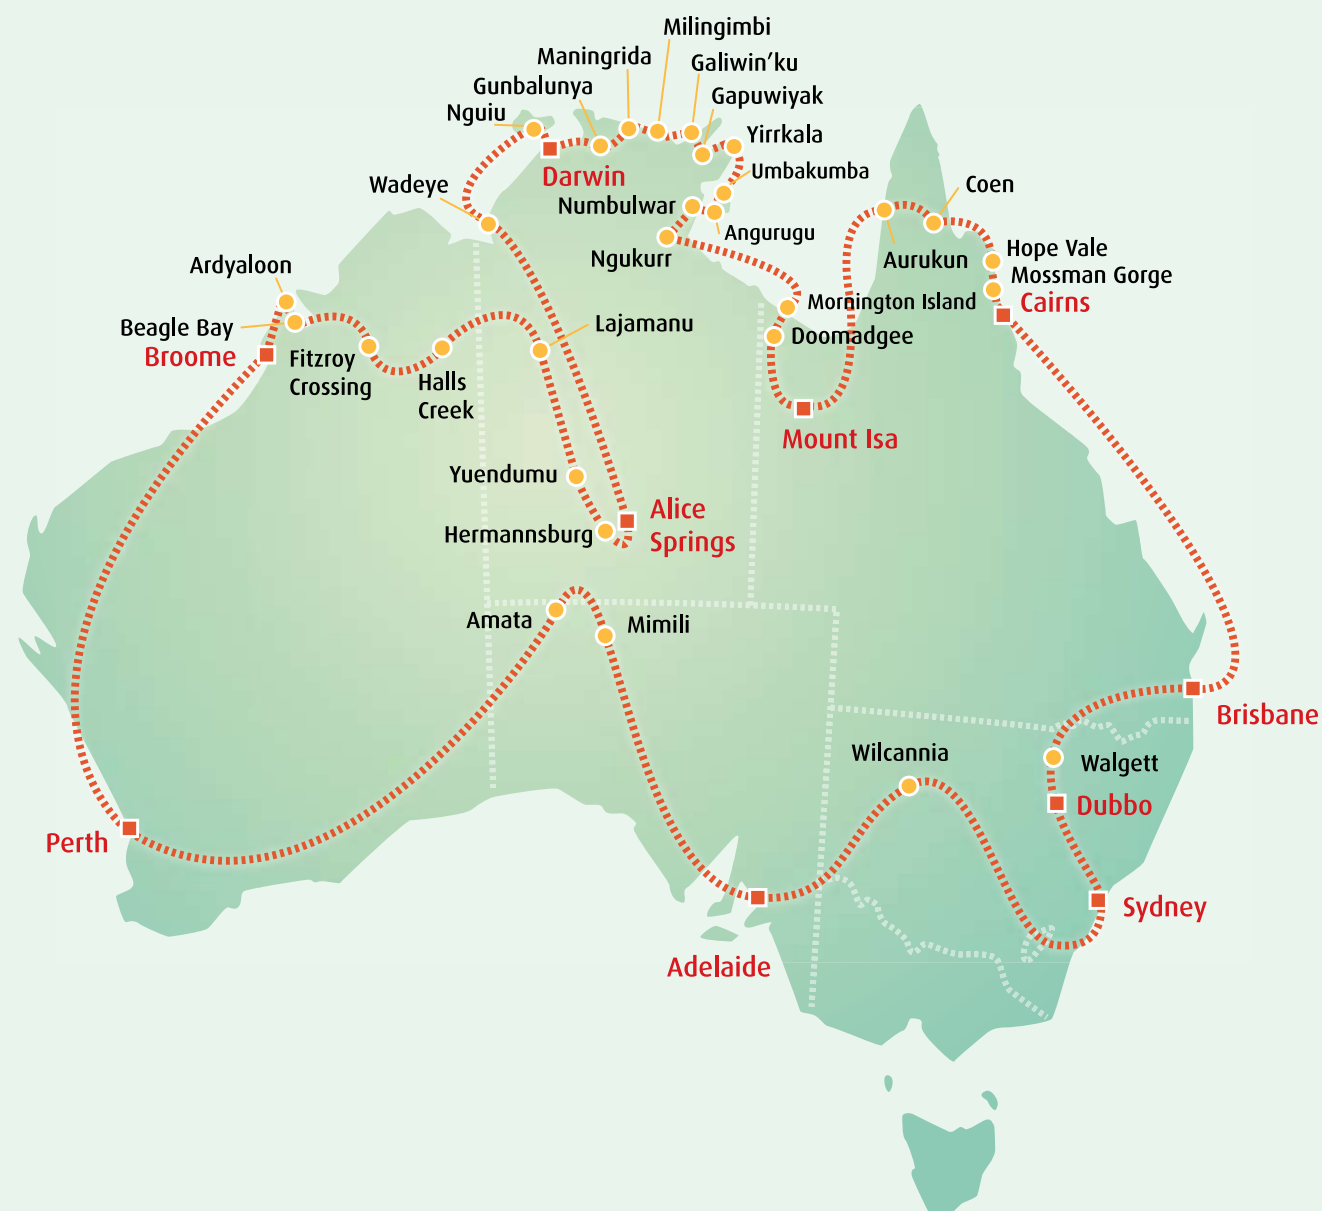 Milingimbi
Maningrida
Galiwin’ku
Gunbalunya
Gapuwiyak
Nguiu
Yirrkala
Darwin
Umbakumba
Wadeye
Coen
Numbulwar
Angurugu
Hope Vale
Ngukurr
Aurukun
Ardyaloon
Mossman Gorge
Mornington Island
Cairns
Beagle Bay
Lajamanu
Doomadgee
Broome
Fitzroy
Crossing
Halls
Creek
Mount Isa
Yuendumu
Alice
Springs
Hermannsburg
Amata
Mimili
Brisbane
Wilcannia
Walgett
Dubbo
Perth
Sydney
Adelaide